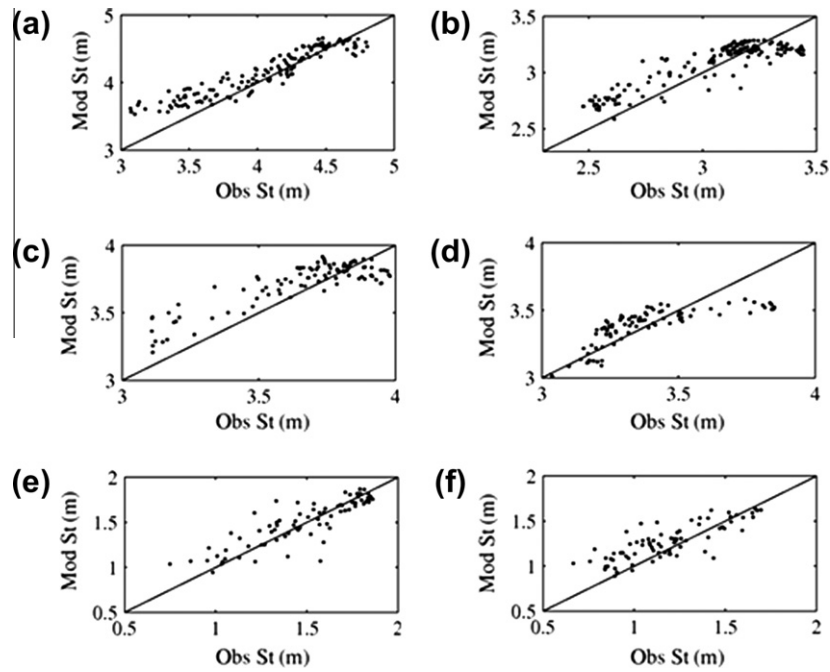 (a)
5
4
3
Mod St (m)
3 3.5 4 4.5 5
Obs St (m)
(b)
3.5
3
2.5
Mod St (m)
2.5 3 3.5
Obs St (m)
(c)
4
3.5
3
Mod St (m)
3 3.5 4
Obs St (m)
(d)
4
3.5
3
Mod St (m)
3 3.5 4
Obs St (m)
(e)
2
1.5
1
0.5
Mod St (m)
0.5 1 1.5 2
Obs St (m)
(f)
2
1.5
1
0.5
Mod St (m)
0.5 1 1.5 2
Obs St (m)